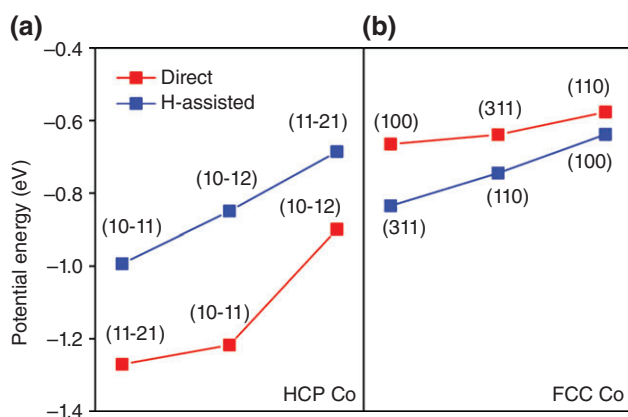 (a)
(b)
Potential energy (eV)
−0.4
−0.6
−0.8
−1.0
−1.2
−1.4
Direct
H-assisted
(11-21)
(10-12)
(10-11)
(10-12)
(10-11)
(11-21)
HCP Co
(110)
(311)
(100)
(100)
(110)
(311)
FCC Co